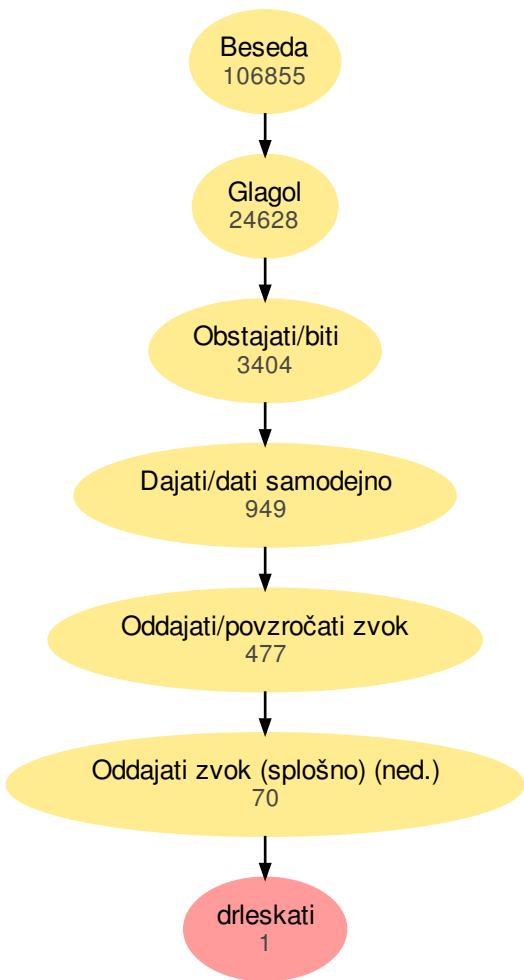 Beseda
106855
Glagol
24628
Obstajati/biti
3404
Dajati/dati samodejno
949
Oddajati/povzročati zvok
477
Oddajati zvok (splošno) (ned.)
70
drleskati
1